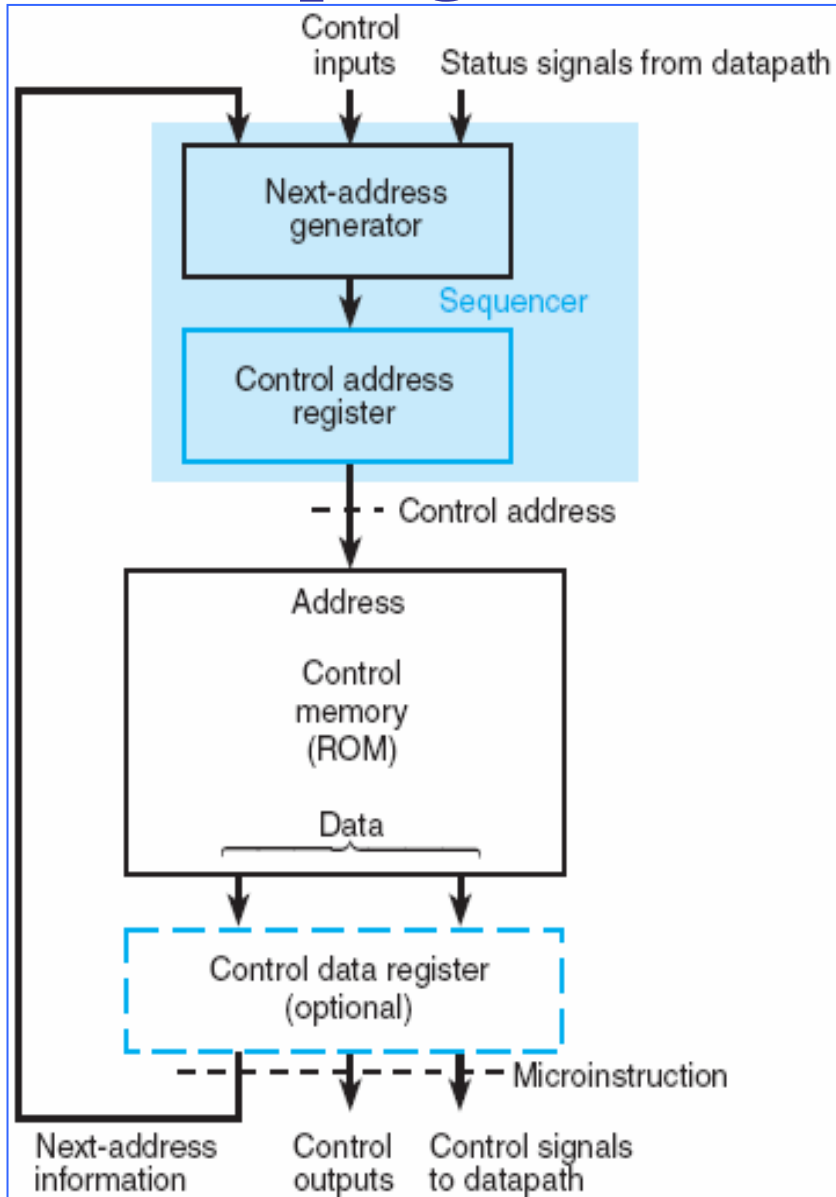 Control
inputs
Status signals from datapath
Next-address
generator
Sequencer
Control address
register
Control address
Address
Control
memory
(ROM)
Data
Control data register
(optional)
Microinstruction
Next-address
information
Control
outputs
Control signals
to datapath